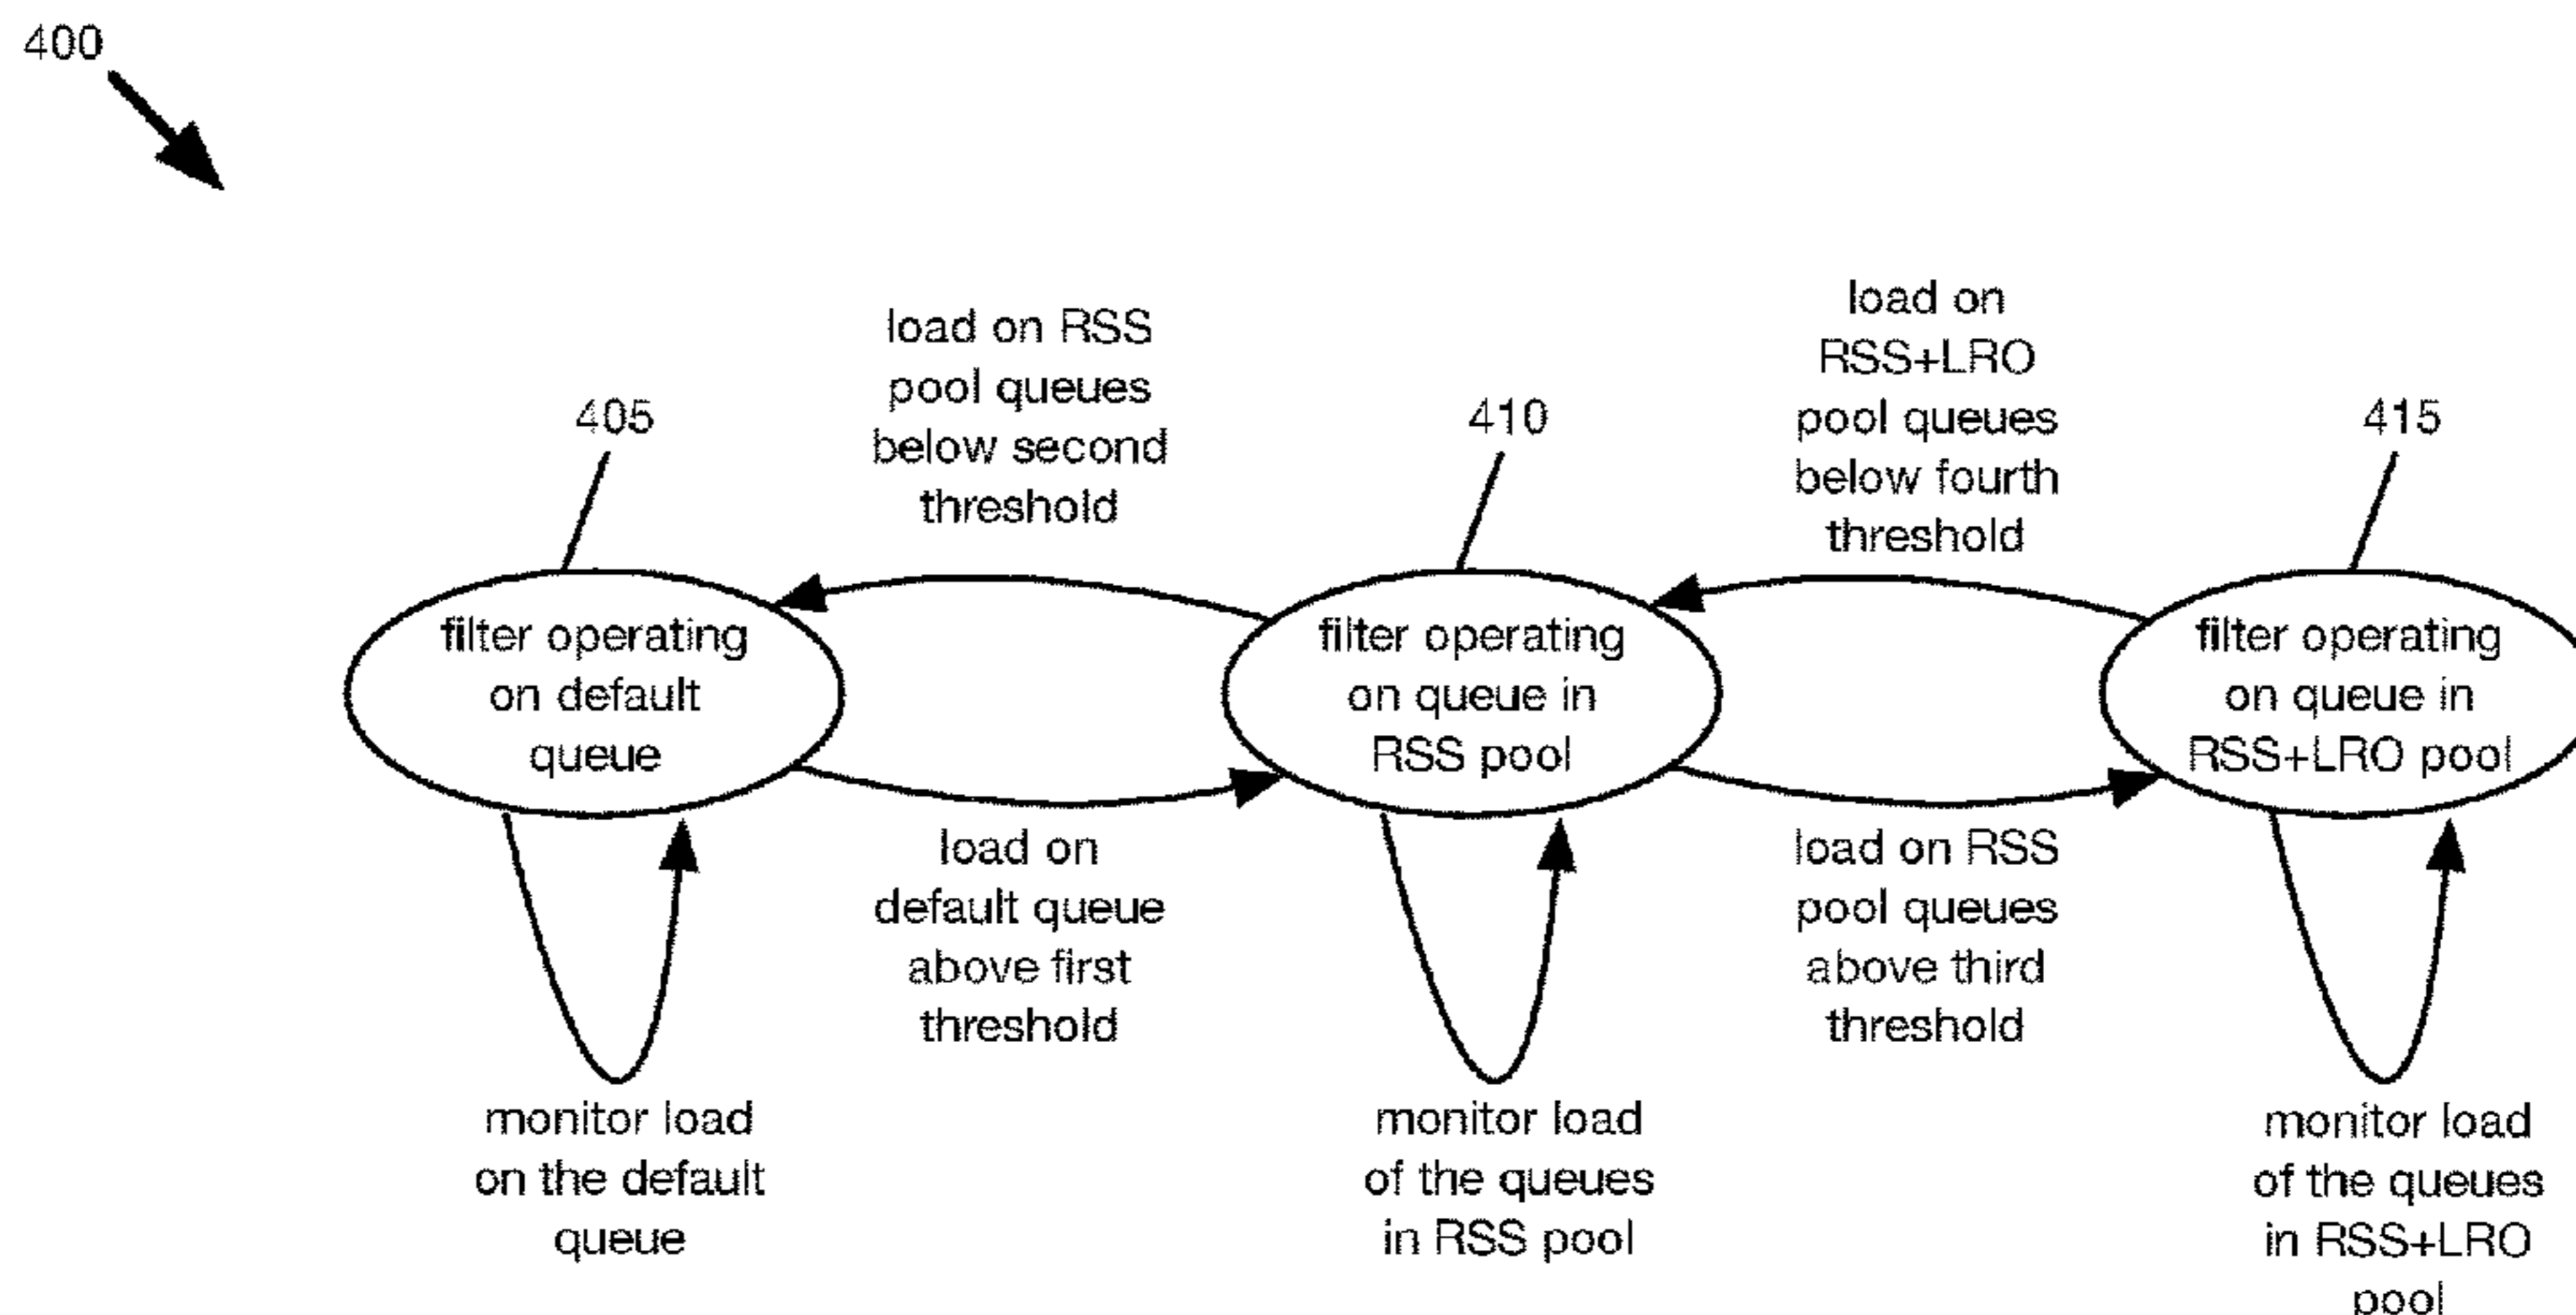 400
load on RSS
pool queues
below second
threshold
load on
RSS+LRO
pool queues
below fourth
threshold
405
410
415
filter operating
on default
queue
filter operating
on queue in
RSS pool
filter operating
on queue in
RSS+LRO pool
load on
default queue
above first
threshold
load on RSS
pool queues
above third
threshold
monitor load
on the default
queue
monitor load
of the queues
in RSS pool
monitor load
of the queues
in RSS+LRO
pool